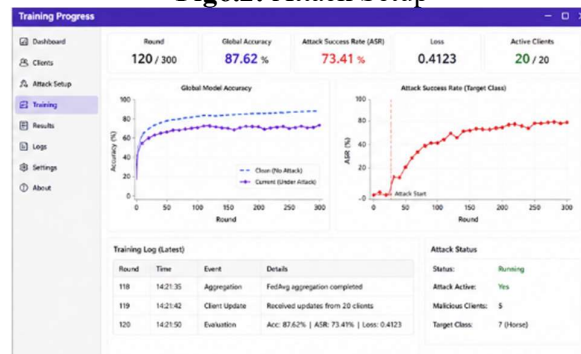 Fig6.2: Attack Setup
Training Progress
Dashboard
Clients
Attack Setup
Training
Results
Logs
Settings
About
Round
120 / 300
Global Accuracy
87.62 %
Attack Success Rate (ASR)
73.41 %
Loss
0.4123
Active Clients
20 / 20
Global Model Accuracy
Accuracy (%)
100
80
60
40
20
0
0 50 100 150 200 250 300
Round
Clean (No Attack)
Current (Under Attack)
Attack Success Rate (Target Class)
ASR (%)
100
80
60
40
20
-0
0 50 100 150 200 250 300
Round
Attack Start
Training Log (Latest)
Round Time Event Details
118 14:21:35 Aggregation FedAvg aggregation completed
119 14:21:42 Client Update Received updates from 20 clients
120 14:21:50 Evaluation Acc: 87.62% | ASR: 73.41% | Loss: 0.4123
Attack Status
Status: Running
Attack Active: Yes
Malicious Clients: 5
Target Class: 7 (Horse)